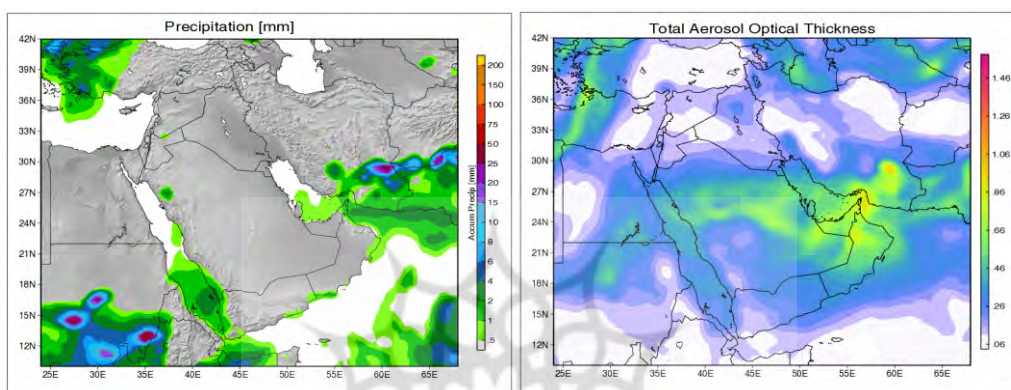 Precipitation [mm]
42N
39N
36N
33N
30N
27N
24N
21N
18N
15N
12N
25E 30E 35E 40E 45E 50E 55E 60E 65E
200
150
100
75
50
25
20
15
10
8
6
4
2
1
.5
Accum Precip [mm]
Total Aerosol Optical Thickness
42N
39N
36N
33N
30N
27N
24N
21N
18N
15N
12N
25E 30E 35E 40E 45E 50E 55E 60E 65E
1.46
1.26
1.06
.86
.66
.46
.26
.06